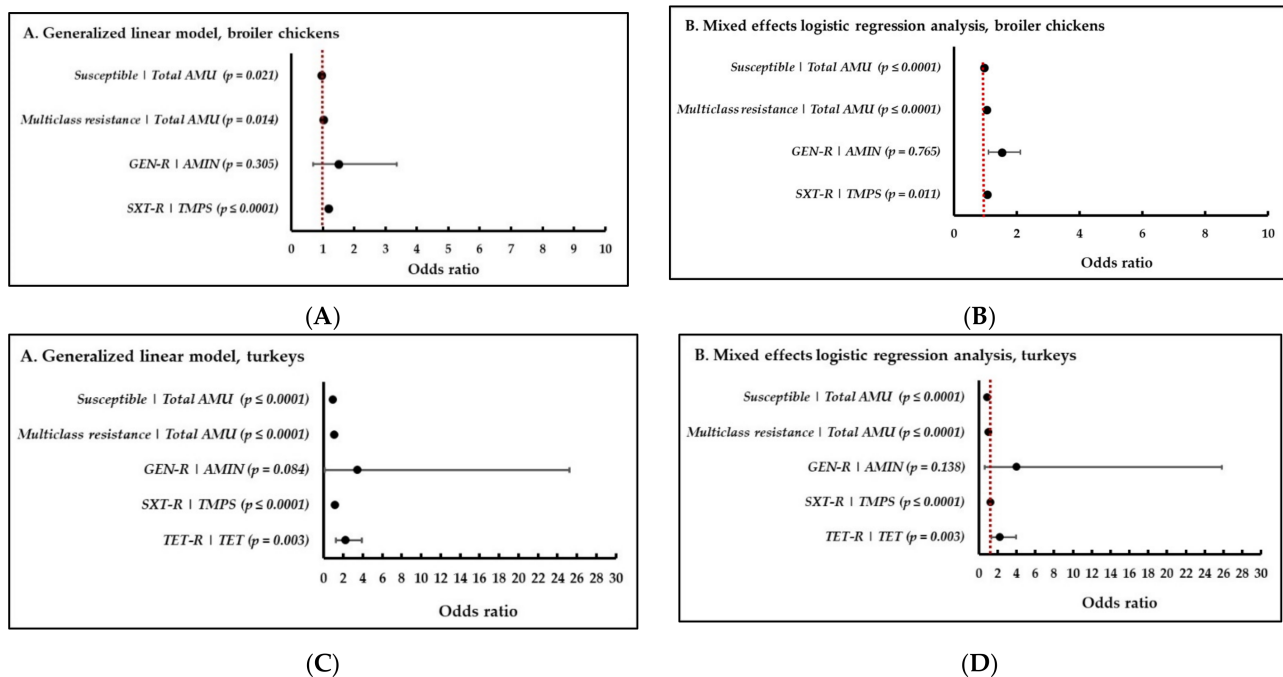 A. Generalized linear model, broiler chickens
Susceptible | Total AMU (p = 0.021)
Multiclass resistance | Total AMU (p = 0.014)
GEN-R | AMIN (p = 0.305)
SXT-R | TMPS (p ≤ 0.0001)
0 1 2 3 4 5 6 7 8 9 10
Odds ratio
(A)
B. Mixed effects logistic regression analysis, broiler chickens
Susceptible | Total AMU (p ≤ 0.0001)
Multiclass resistance | Total AMU (p ≤ 0.0001)
GEN-R | AMIN (p = 0.765)
SXT-R | TMPS (p = 0.011)
0 2 4 6 8 10
Odds ratio
(B)
A. Generalized linear model, turkeys
Susceptible | Total AMU (p ≤ 0.0001)
Multiclass resistance | Total AMU (p ≤ 0.0001)
GEN-R | AMIN (p = 0.084)
SXT-R | TMPS (p ≤ 0.0001)
TET-R | TET (p = 0.003)
0 2 4 6 8 10 12 14 16 18 20 22 24 26 28 30
Odds ratio
(C)
B. Mixed effects logistic regression analysis, turkeys
Susceptible | Total AMU (p ≤ 0.0001)
Multiclass resistance | Total AMU (p ≤ 0.0001)
GEN-R | AMIN (p = 0.138)
SXT-R | TMPS (p ≤ 0.0001)
TET-R | TET (p = 0.003)
0 2 4 6 8 10 12 14 16 18 20 22 24 26 28 30
Odds ratio
(D)